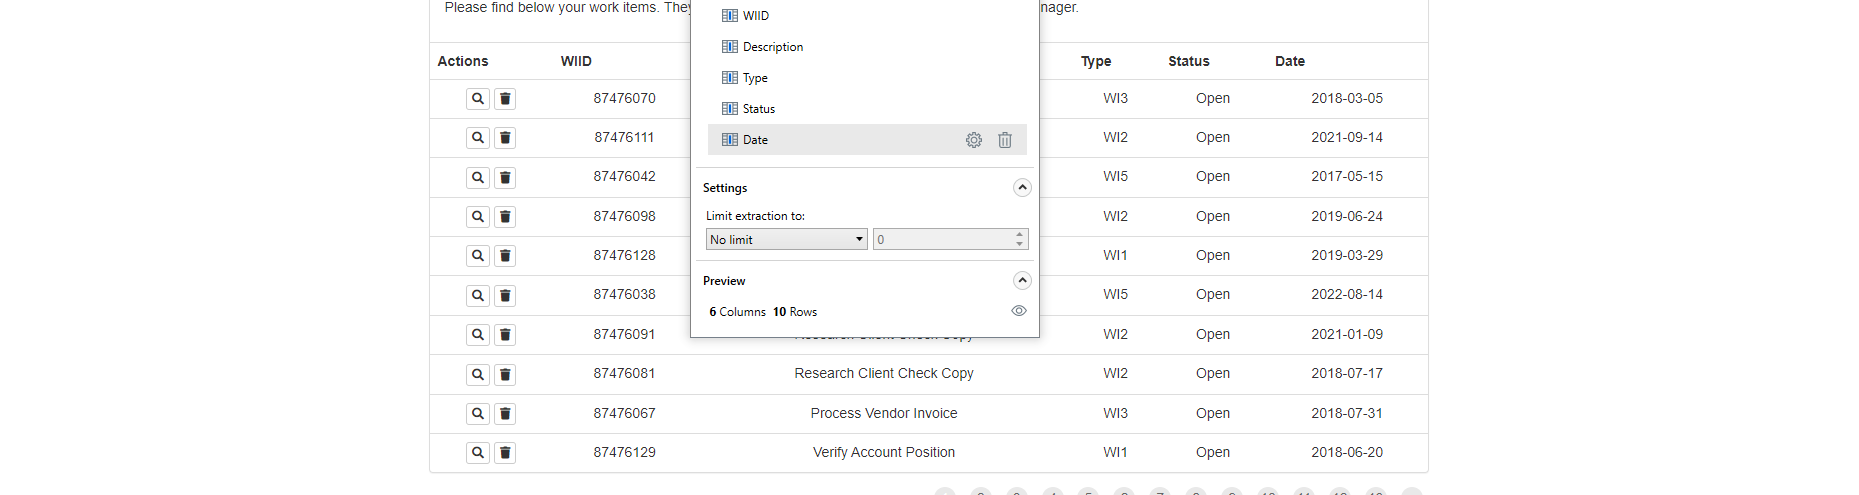 Please find below your work items. They
nager.
WIID
Description
Type
Status
Date
Settings
Limit extraction to:
No limit 0
Preview
6 Columns 10 Rows
Actions WIID Type Status Date
87476070 WI3 Open 2018-03-05
87476111 WI2 Open 2021-09-14
87476042 WI5 Open 2017-05-15
87476098 WI2 Open 2019-06-24
87476128 WI1 Open 2019-03-29
87476038 WI5 Open 2022-08-14
87476091 WI2 Open 2021-01-09
87476081 Research Client Check Copy WI2 Open 2018-07-17
87476067 Process Vendor Invoice WI3 Open 2018-07-31
87476129 Verify Account Position WI1 Open 2018-06-20